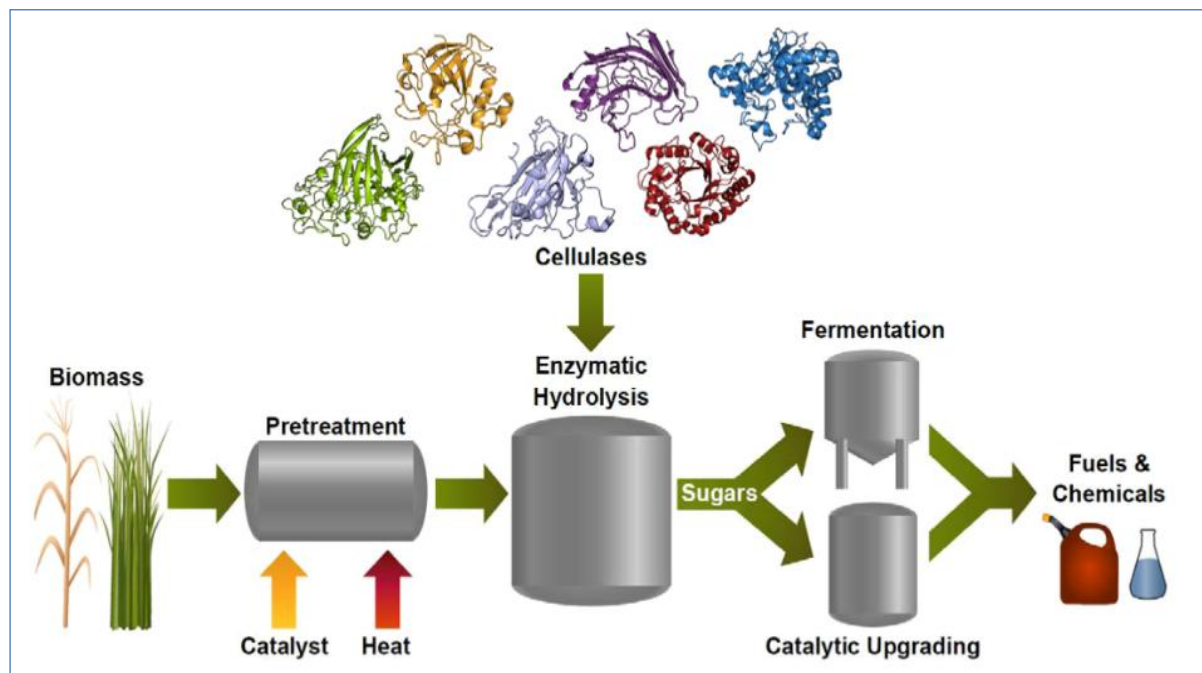 Cellulases
Enzymatic
Hydrolysis
Fermentation
Biomass
Pretreatment
Sugars
Fuels &
Chemicals
Catalyst
Heat
Catalytic Upgrading